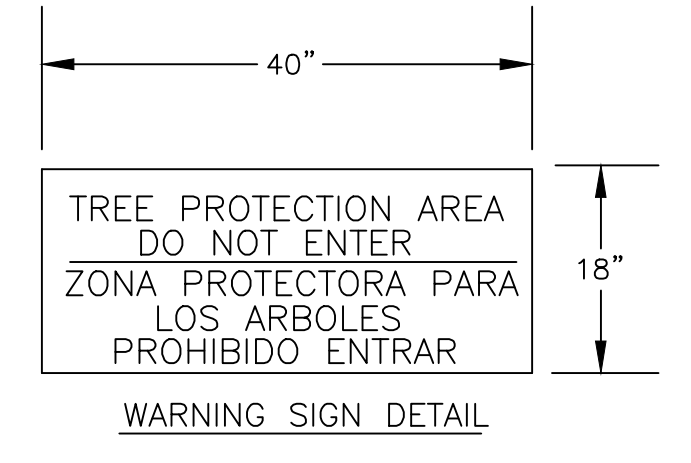 40”
TREE PROTECTION AREA
DO NOT ENTER
ZONA PROTECTORA PARA
LOS ARBOLES
PROHIBIDO ENTRAR
18”
WARNING SIGN DETAIL